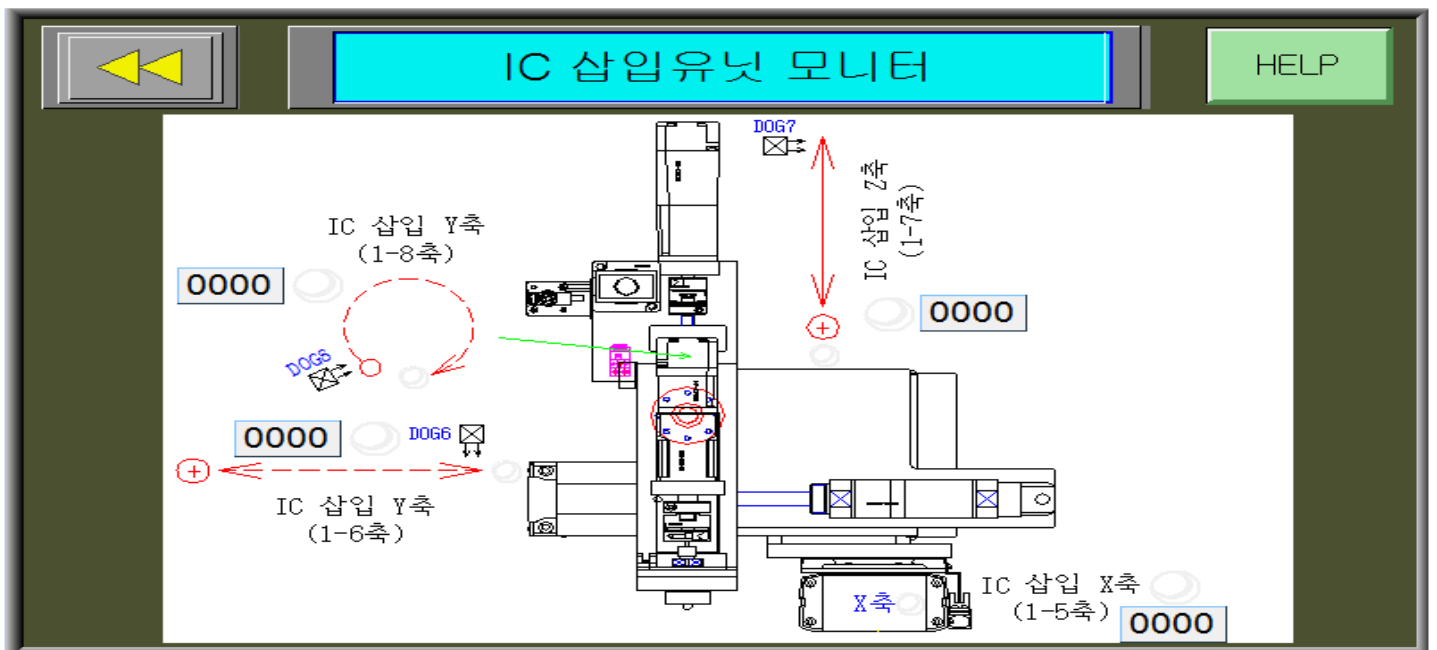 IC 삽입유닛 모니터
HELP
DOG7
IC 삽입 Z축
(1-7축)
IC 삽입 Y축
(1-8축)
0000
0000
DOG8
0000
DOG6
IC 삽입 Y축
(1-6축)
X축
IC 삽입 X축
(1-5축)
0000